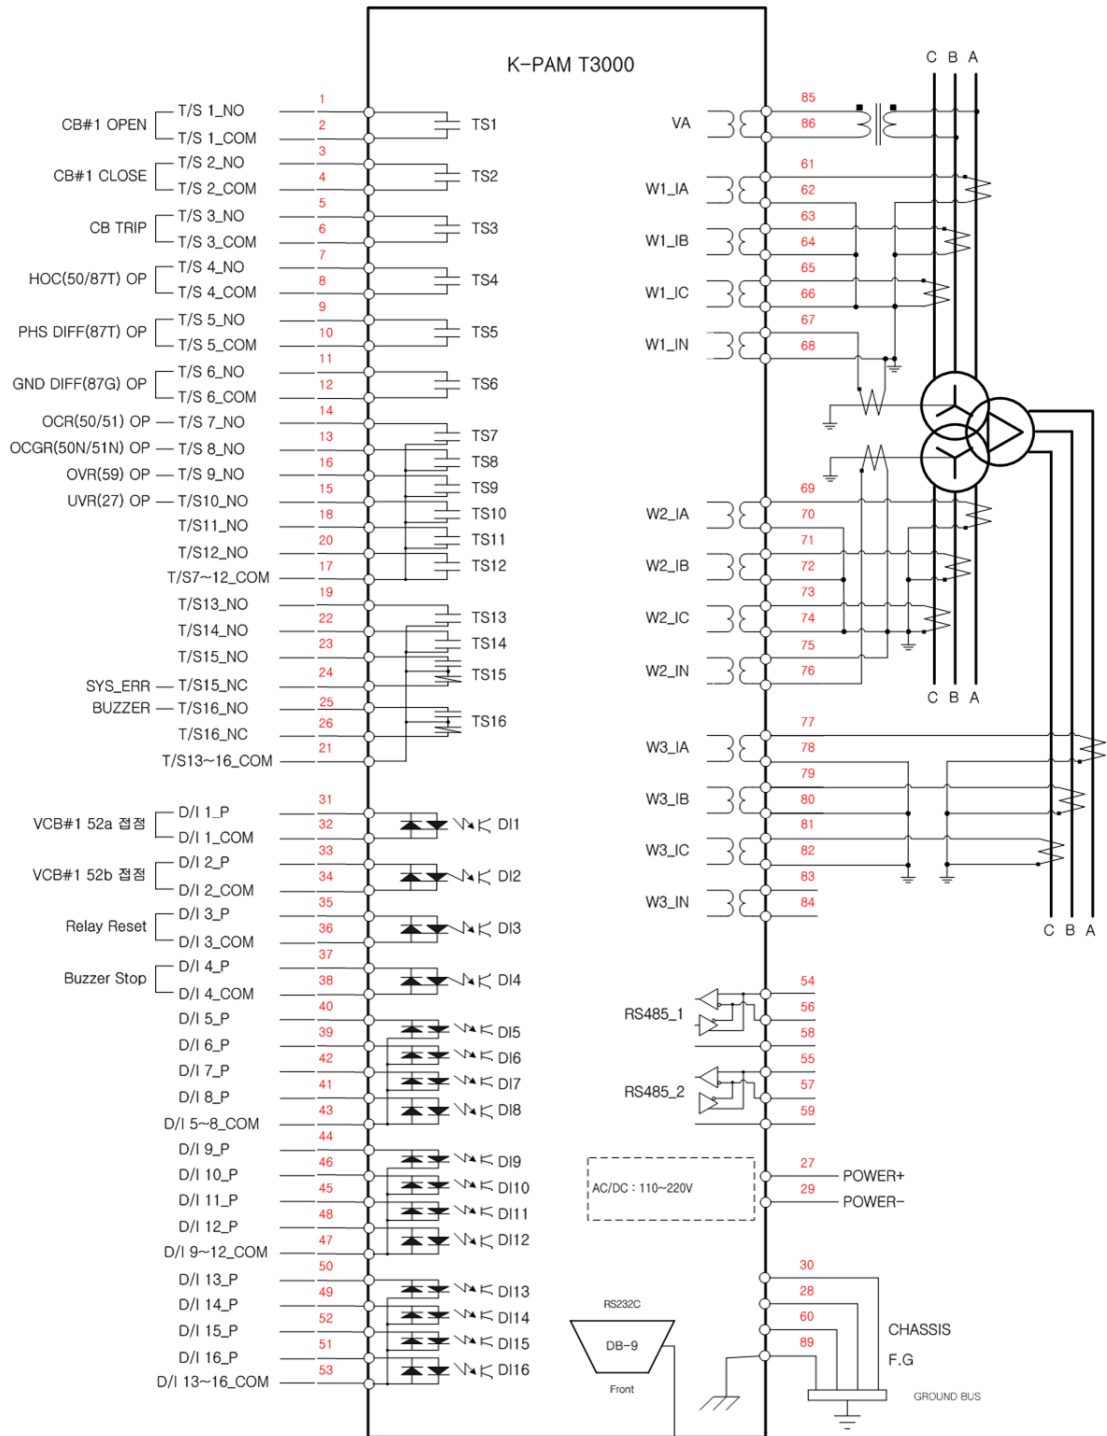 K-PAM T3000
C B A
CB#1 OPEN
T/S 1_NO 1
T/S 1_COM 2
TS1
CB#1 CLOSE
T/S 2_NO 3
T/S 2_COM 4
TS2
CB TRIP
T/S 3_NO 5
T/S 3_COM 6
TS3
HOC(50/87T) OP
T/S 4_NO 7
T/S 4_COM 8
TS4
PHS DIFF(87T) OP
T/S 5_NO 9
T/S 5_COM 10
TS5
GND DIFF(87G) OP
T/S 6_NO 11
T/S 6_COM 12
TS6
OCR(50/51) OP T/S 7_NO 14
TS7
OCGR(50N/51N) OP T/S 8_NO 13
TS8
OVR(59) OP T/S 9_NO 16
TS9
UVR(27) OP T/S10_NO 15
TS10
T/S11_NO 18
TS11
T/S12_NO 20
TS12
T/S7~12_COM 17
T/S13_NO 19
TS13
T/S14_NO 22
TS14
T/S15_NO 23
TS15
SYS_ERR T/S15_NC 24
BUZZER T/S16_NO 25
TS16
T/S16_NC 26
T/S13~16_COM 21
VCB#1 52a 접점
D/I 1_P 31
D/I 1_COM 32
DI1
VCB#1 52b 접점
D/I 2_P 33
D/I 2_COM 34
DI2
Relay Reset
D/I 3_P 35
D/I 3_COM 36
DI3
Buzzer Stop
D/I 4_P 37
D/I 4_COM 38
DI4
D/I 5_P 40
DI5
D/I 6_P 39
DI6
D/I 7_P 42
DI7
D/I 8_P 41
DI8
D/I 5~8_COM 43
D/I 9_P 44
DI9
D/I 10_P 46
DI10
D/I 11_P 45
DI11
D/I 12_P 48
DI12
D/I 9~12_COM 47
D/I 13_P 50
DI13
D/I 14_P 49
DI14
D/I 15_P 52
DI15
D/I 16_P 51
DI16
D/I 13~16_COM 53
VA 85
86
W1_IA 61
62
W1_IB 63
64
W1_IC 65
66
W1_IN 67
68
W2_IA 69
70
W2_IB 71
72
W2_IC 73
74
W2_IN 75
76
C B A
W3_IA 77
78
W3_IB 79
80
W3_IC 81
82
W3_IN 83
84
C B A
RS485_1 54
56
58
RS485_2 55
57
59
AC/DC : 110~220V
27 POWER+
29 POWER-
30
28
60
89
CHASSIS
F.G
GROUND BUS
RS232C
DB-9
Front